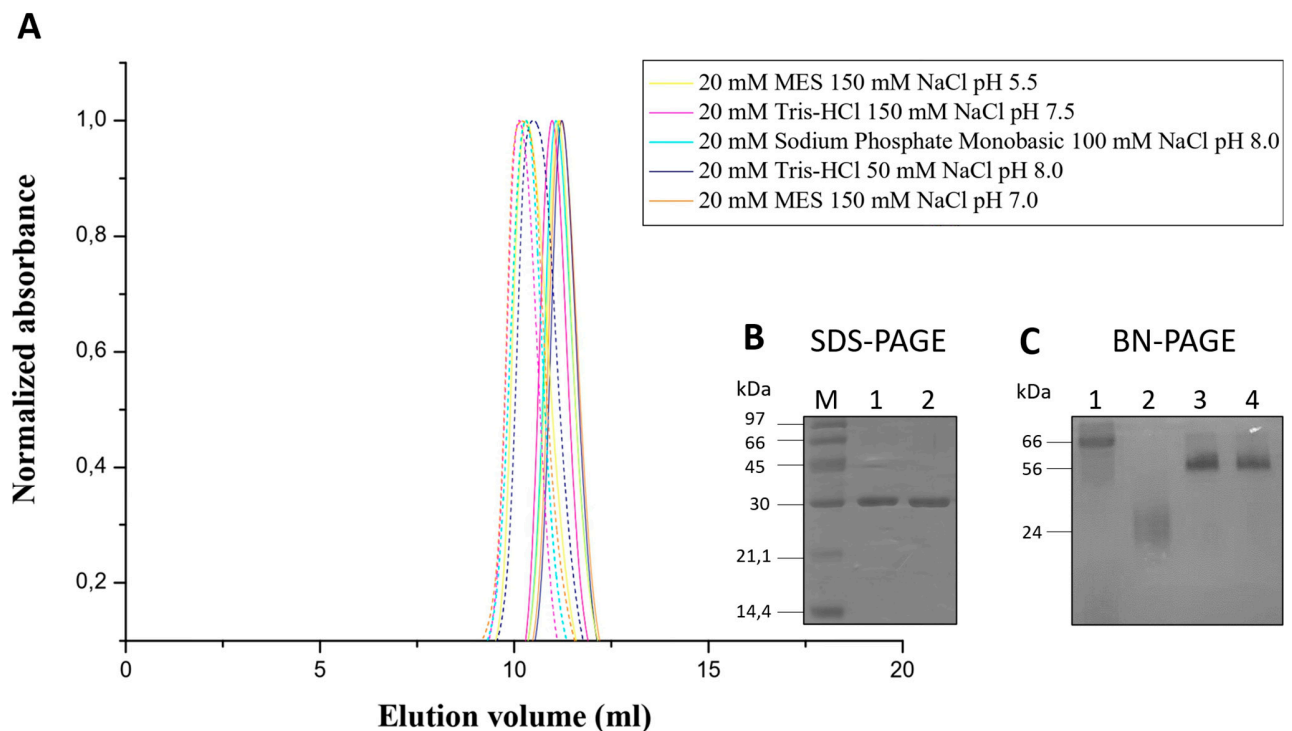 A
Normalized absorbance
1,0
0,8
0,6
0,4
0,2
0 5 10 15 20
Elution volume (ml)
20 mM MES 150 mM NaCl pH 5.5
20 mM Tris-HCl 150 mM NaCl pH 7.5
20 mM Sodium Phosphate Monobasic 100 mM NaCl pH 8.0
20 mM Tris-HCl 50 mM NaCl pH 8.0
20 mM MES 150 mM NaCl pH 7.0
B SDS-PAGE
kDa M 1 2
97
66
45
30
21,1
14,4
C BN-PAGE
kDa 1 2 3 4
66
56
24